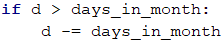 if d > days_in_month:
    d -= days_in_month